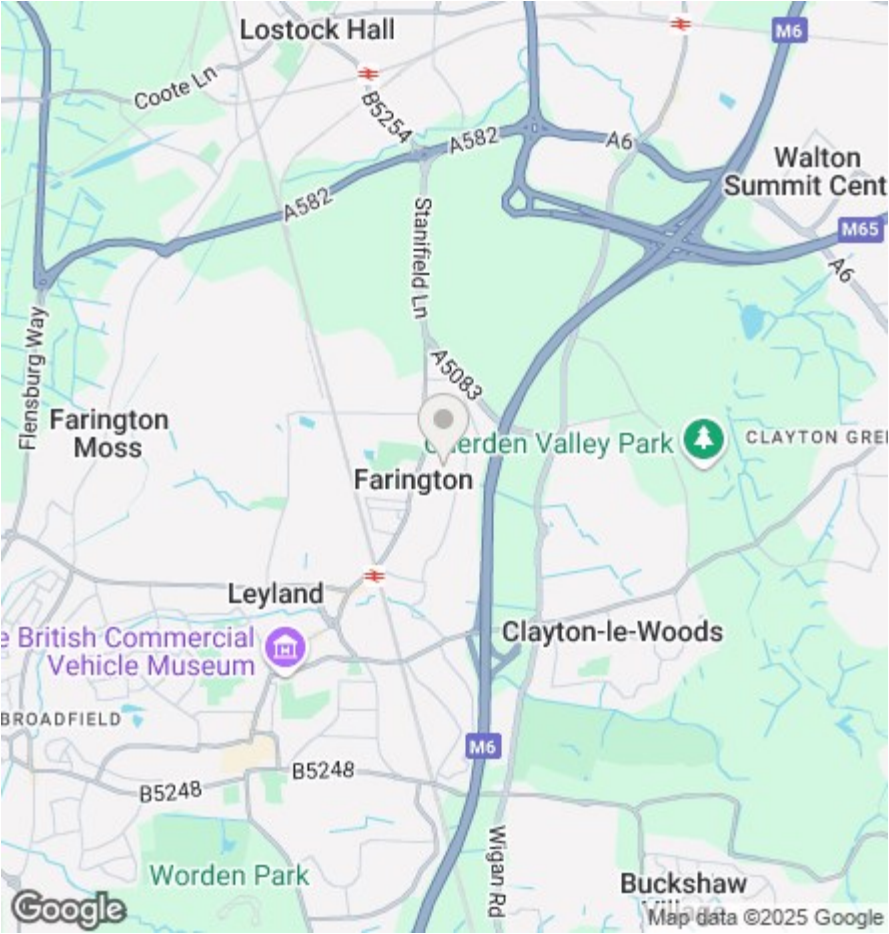 Lostock Hall
M6
Coote Ln
B5254
A582
A6
Walton
Summit Cent
A582
Stanifield Ln
M65
A6
Flensburg Way
A5083
Farington
Moss
Cuerden Valley Park
CLAYTON GREE
Farington
Leyland
e British Commercial
Vehicle Museum
Clayton-le-Woods
BROADFIELD
M6
B5248
B5248
Wigan Rd
Worden Park
Buckshaw
Village
Google
Map data ©2025 Google